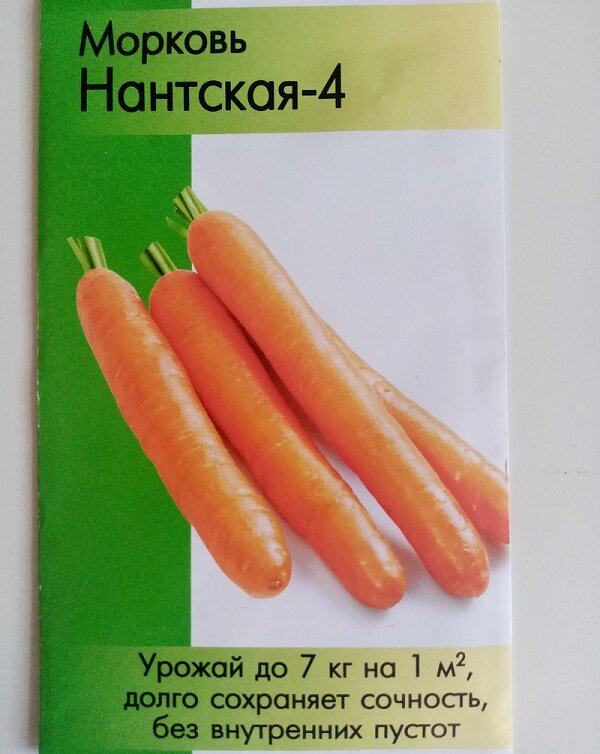 Морковь
Нантская-4
Урожай до 7 кг на 1 м²,
долго сохраняет сочность,
без внутренних пустот